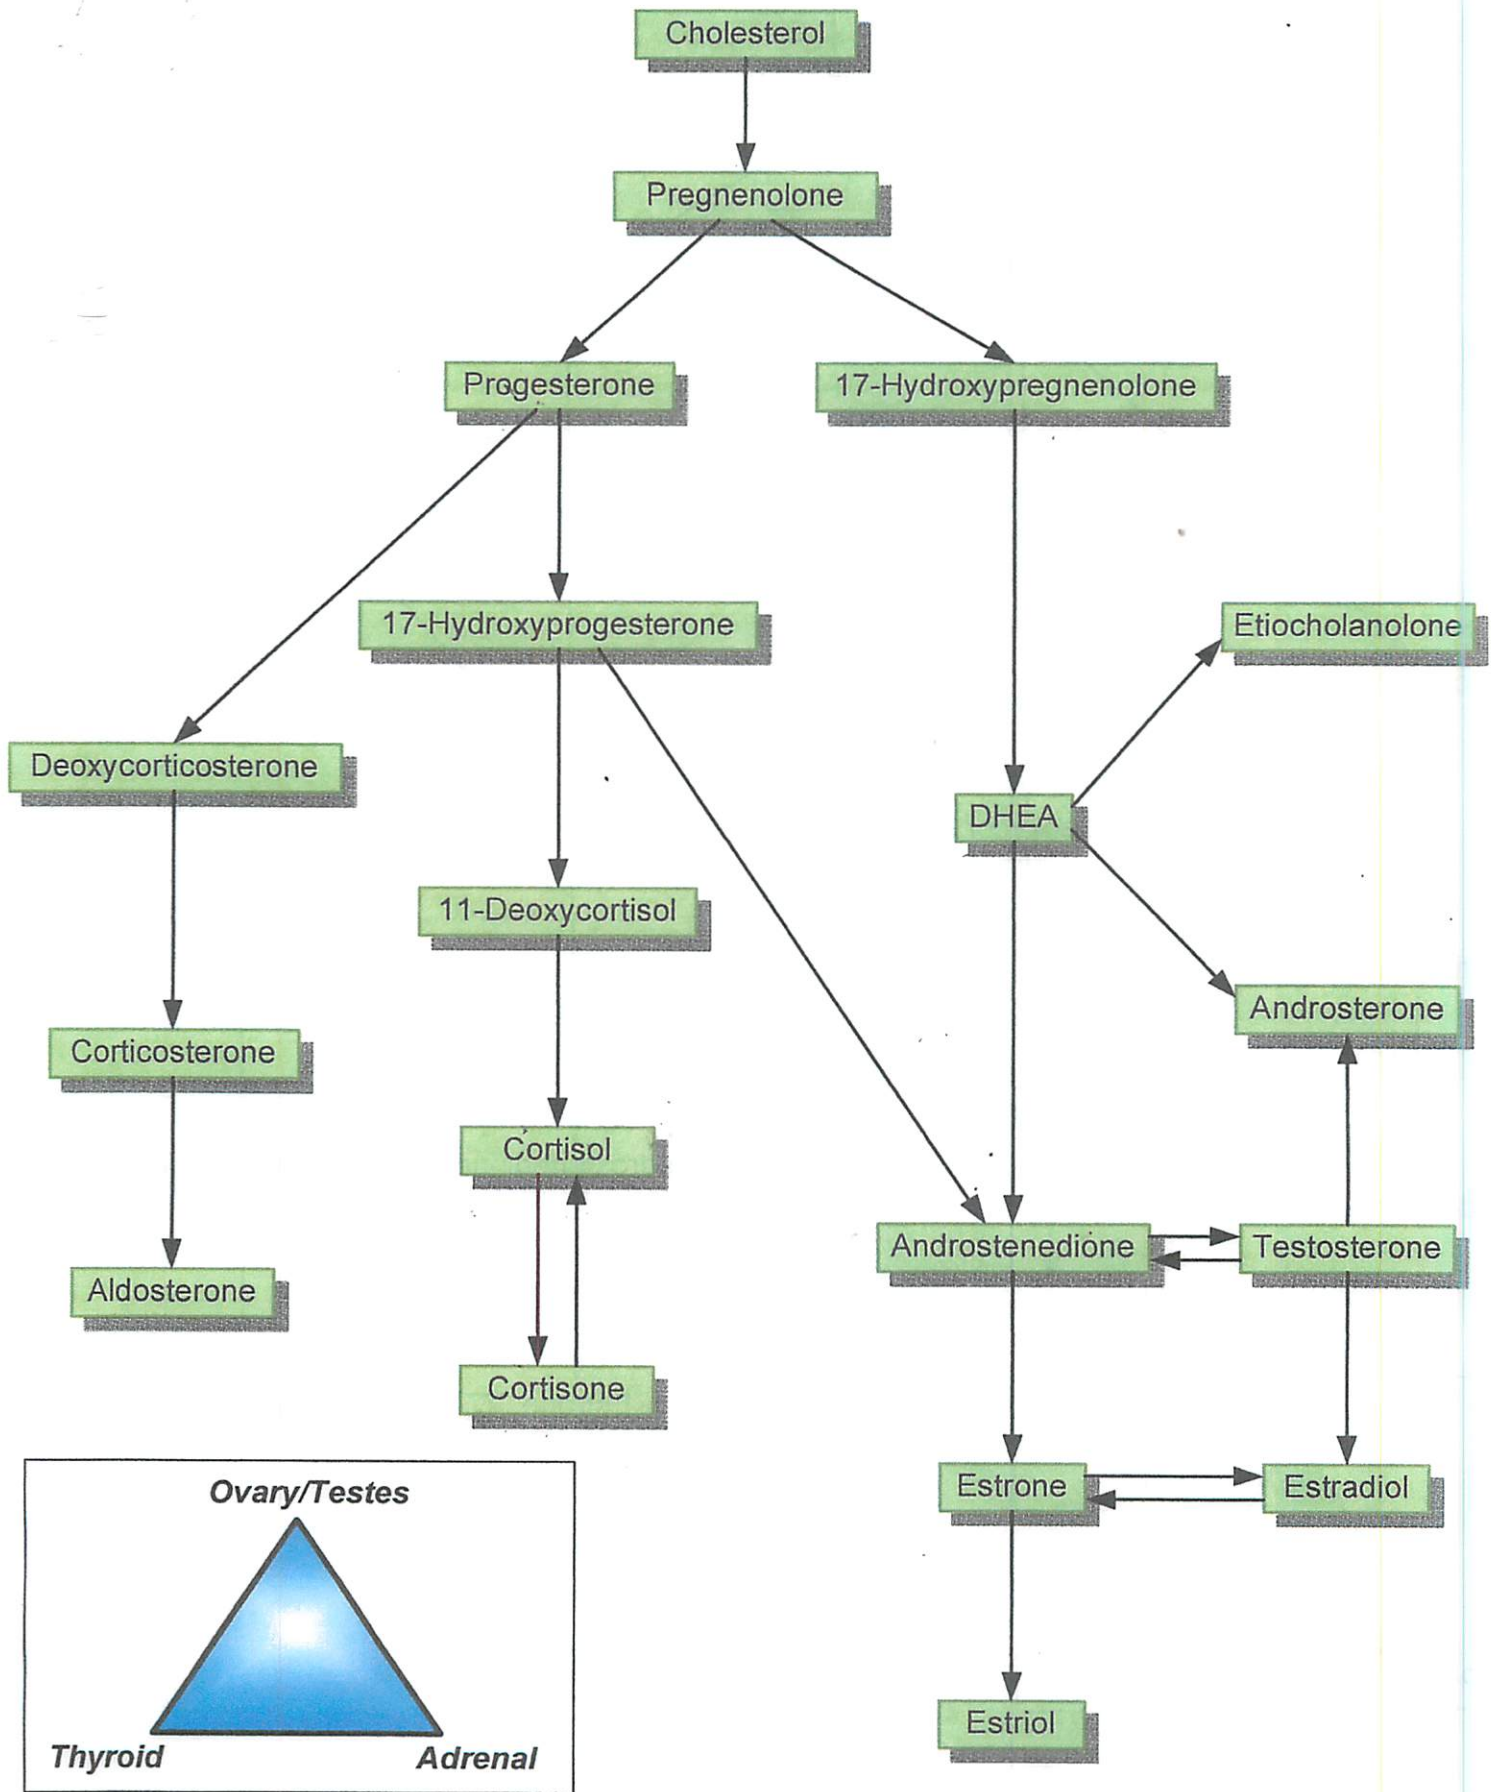 Cholesterol
Pregnenolone
Progesterone
17-Hydroxypregnenolone
17-Hydroxyprogesterone
Etiocholanolone
Deoxycorticosterone
DHEA
11-Deoxycortisol
Androsterone
Corticosterone
Cortisol
Androstenedione
Testosterone
Aldosterone
Cortisone
Estrone
Estradiol
Ovary/Testes
Estriol
Thyroid
Adrenal